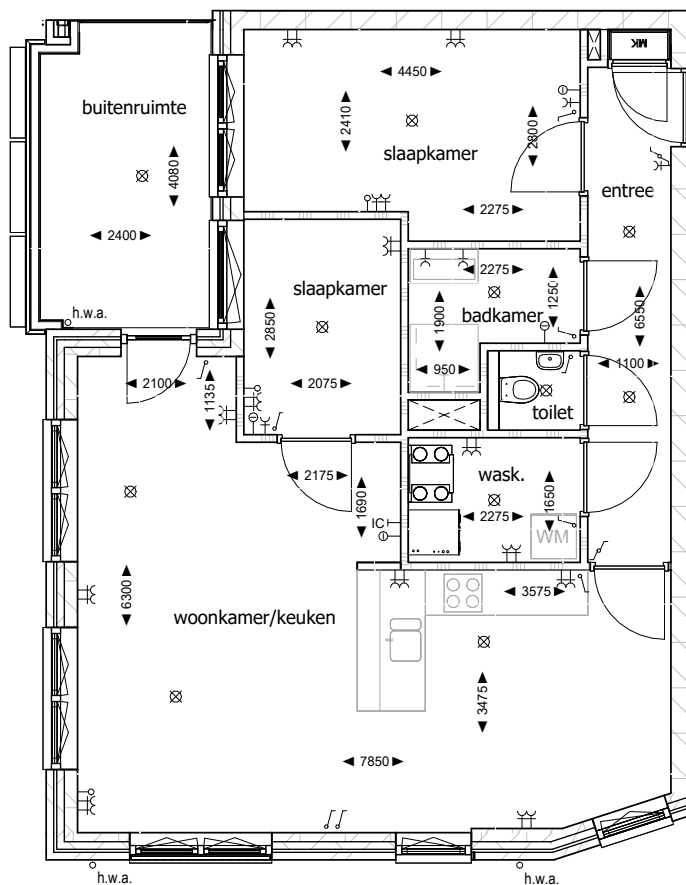 MK
buitenruimte
4450
2410
2800
slaapkamer
4080
entree
2275
2400
slaapkamer
2275
h.w.a.
2850
1900
badkamer
1250
6550
2100
1135
2075
950
1100
toilet
2175
1690
wask.
2275
1650
IC
WM
6300
woonkamer/keuken
3575
3475
7850
h.w.a.
h.w.a.